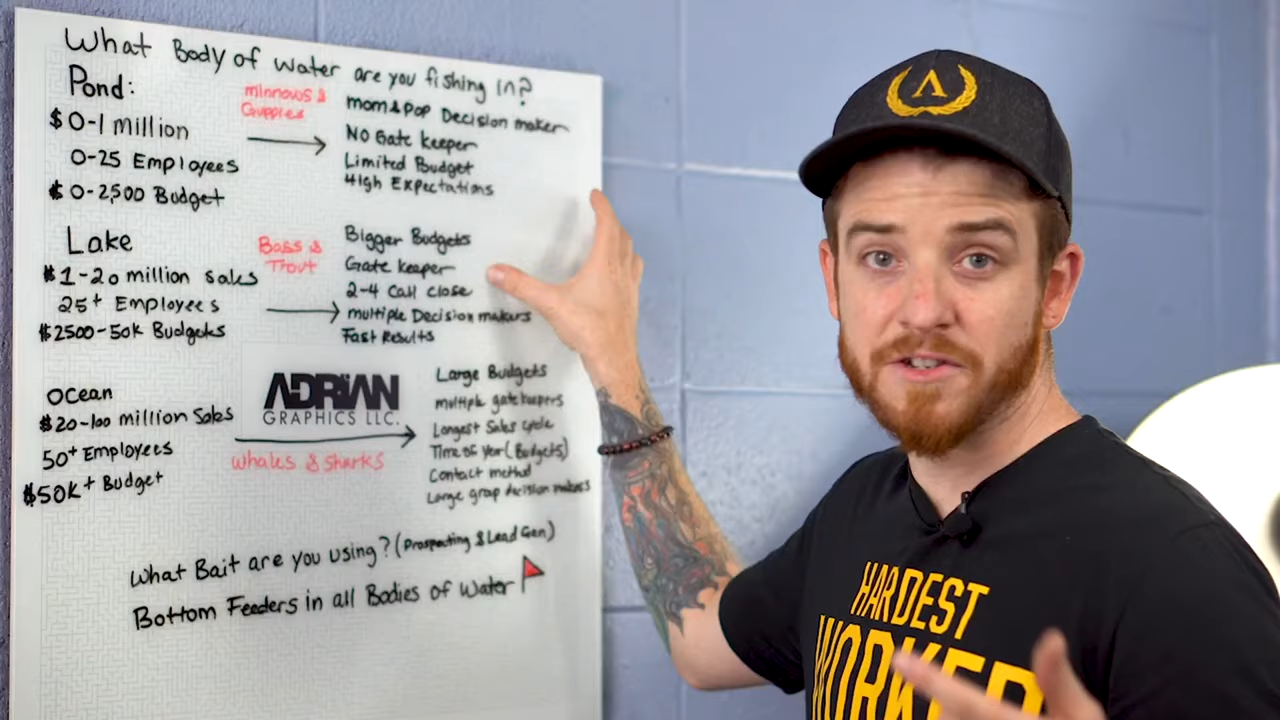 What Body of water are you fishing in?
Pond:
$0-1 million
0-25 Employees
$0-2,500 Budget
minnows &
Guppies
mom & Pop Decision maker
No Gate keeper
Limited Budget
High Expectations
Lake
$1-20 million sales
25+ Employees
$2500-50k Budgets
Bass &
Trout
Bigger Budgets
Gate keeper
2-4 Call close
multiple Decision makers
Fast Results
Ocean
$20-100 million Sales
50+ Employees
$50K+ Budget
ADRIAN
GRAPHICS LLC.
whales & sharks
Large Budgets
multiple gatekeepers
Longest Sales cycle
Time of Year (Budgets)
Contact method
Large group decision makers
What Bait are you using? (Prospecting & Lead Gen)
Bottom Feeders in all Bodies of Water
HARDEST
WORKER